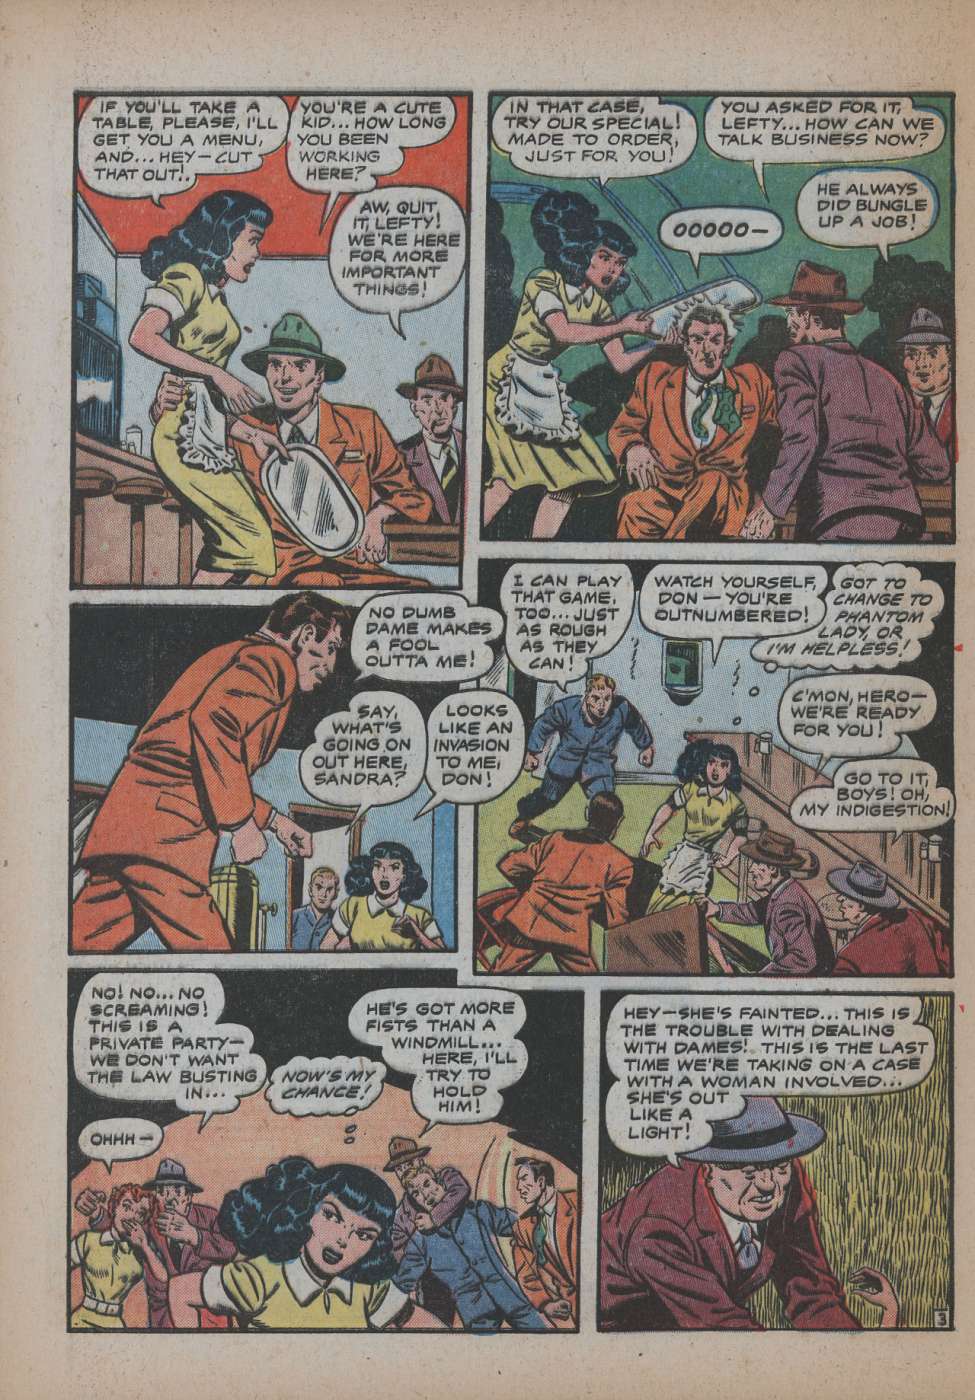 IF YOU'LL TAKE A
TABLE, PLEASE, I'LL
GET YOU A MENU,
AND... HEY— CUT
THAT OUT!..
YOU'RE A CUTE
KID... HOW LONG
YOU BEEN
WORKING
HERE?
AW, QUIT
IT, LEFTY!
WE'RE HERE
FOR MORE
IMPORTANT
THINGS!
IN THAT CASE,
TRY OUR SPECIAL!
MADE TO ORDER,
JUST FOR YOU!
YOU ASKED FOR IT,
LEFTY... HOW CAN WE
TALK BUSINESS NOW?
OOOOO—
HE ALWAYS
DID BUNGLE
UP A JOB!
NO DUMB
DAME MAKES
A FOOL
OUTTA ME!
SAY,
WHAT'S
GOING ON
OUT HERE,
SANDRA?
LOOKS
LIKE AN
INVASION
TO ME,
DON!
I CAN PLAY
THAT GAME,
TOO... JUST
AS ROUGH
AS THEY
CAN!
WATCH YOURSELF,
DON— YOU'RE
OUTNUMBERED!
GOT TO
CHANGE TO
PHANTOM
LADY, OR
I'M HELPLESS!
C'MON, HERO—
WE'RE READY
FOR YOU!
GO TO IT,
BOYS! OH,
MY INDIGESTION!
NO! NO... NO
SCREAMING!
THIS IS A
PRIVATE PARTY—
WE DON'T WANT
THE LAW BUSTING
IN...
OHHH—
NOW'S MY
CHANCE!
HE'S GOT MORE
FISTS THAN A
WINDMILL...
HERE, I'LL
TRY TO
HOLD
HIM!
HEY— SHE'S FAINTED... THIS IS
THE TROUBLE WITH DEALING
WITH DAMES! THIS IS THE LAST
TIME WE'RE TAKING ON A CASE
WITH A WOMAN INVOLVED...
SHE'S OUT
LIKE A
LIGHT!
3